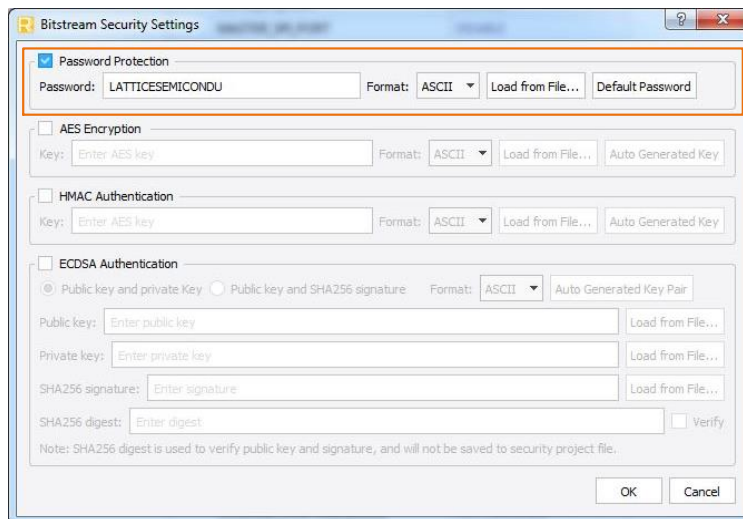 Bitstream Security Settings
Password Protection
Password: LATTICESEMICONDU Format: ASCII Load from File... Default Password
AES Encryption
Key: Enter AES key Format: ASCII Load from File... Auto Generated Key
HMAC Authentication
Key: Enter AES key Format: ASCII Load from File... Auto Generated Key
ECDSA Authentication
Public key and private Key Public key and SHA256 signature Format: ASCII Auto Generated Key Pair
Public key: Enter public key Load from File...
Private key: Enter private key Load from File...
SHA256 signature: Enter signature Load from File...
SHA256 digest: Enter digest Verify
Note: SHA256 digest is used to verify public key and signature, and will not be saved to security project file.
OK Cancel